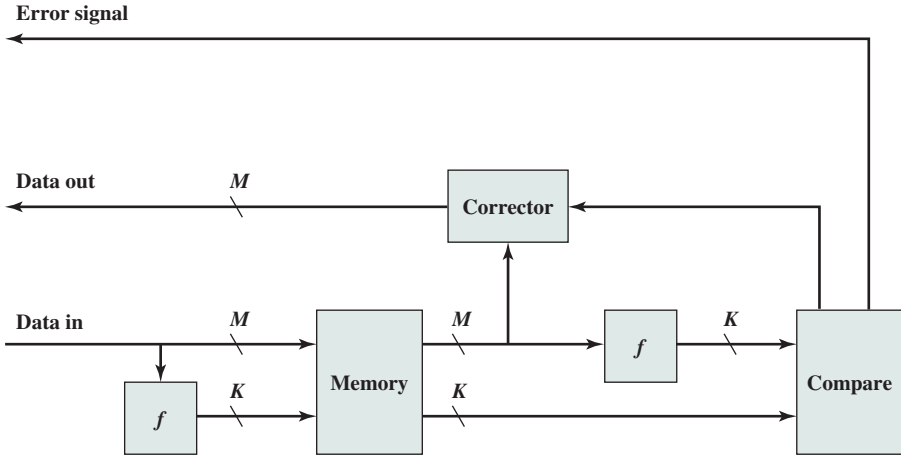 Error signal
Data out
M
Corrector
Data in
M
M
f
K
Memory
Compare
f
K
K